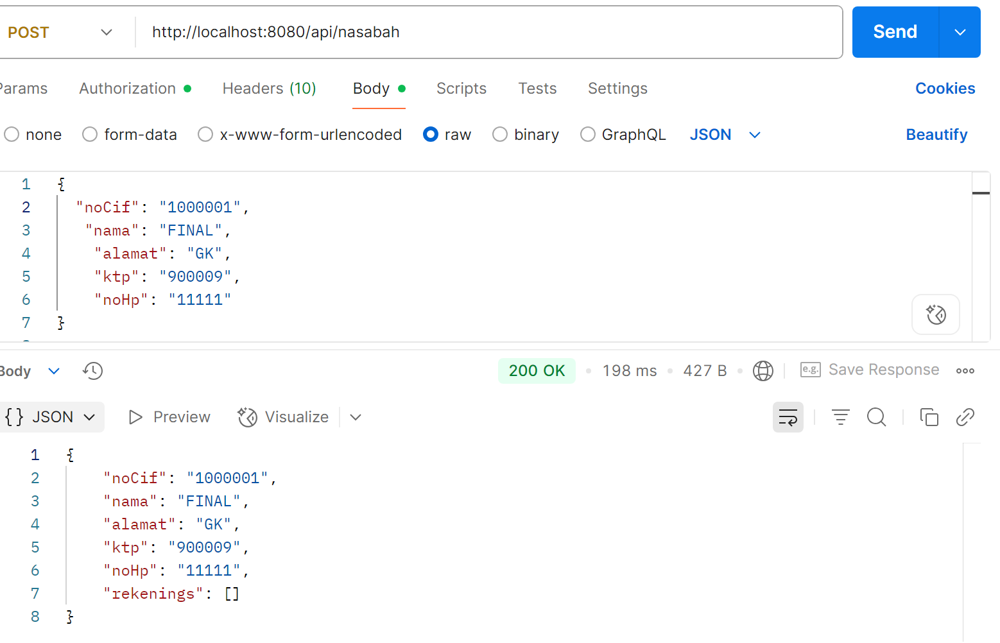 POST http://localhost:8080/api/nasabah Send
Params Authorization Headers (10) Body Scripts Tests Settings Cookies
none form-data x-www-form-urlencoded raw binary GraphQL JSON Beautify
1 {
2 "noCif": "1000001",
3 "nama": "FINAL",
4 "alamat": "GK",
5 "ktp": "900009",
6 "noHp": "11111"
7 }
Body 200 OK 198 ms 427 B e.g. Save Response
{} JSON Preview Visualize
1 {
2 "noCif": "1000001",
3 "nama": "FINAL",
4 "alamat": "GK",
5 "ktp": "900009",
6 "noHp": "11111",
7 "rekenings": []
8 }